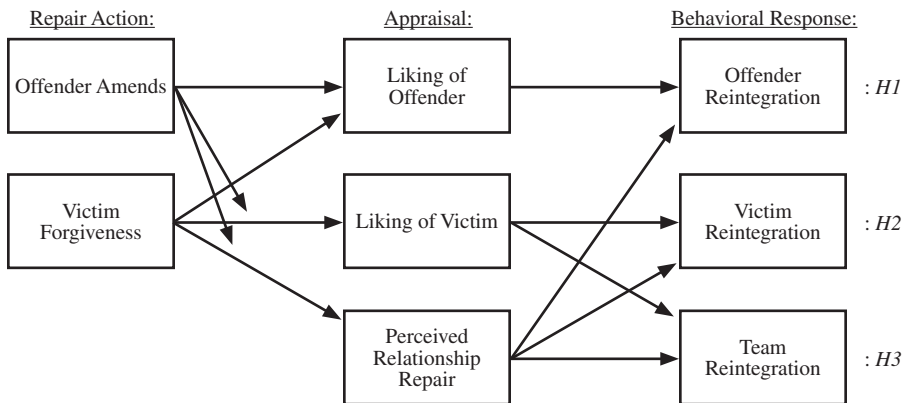 Repair Action:
Appraisal:
Behavioral Response:
Offender Amends
Liking of
Offender
Offender
Reintegration
: H1
Victim
Forgiveness
Liking of Victim
Victim
Reintegration
: H2
Perceived
Relationship
Repair
Team
Reintegration
: H3